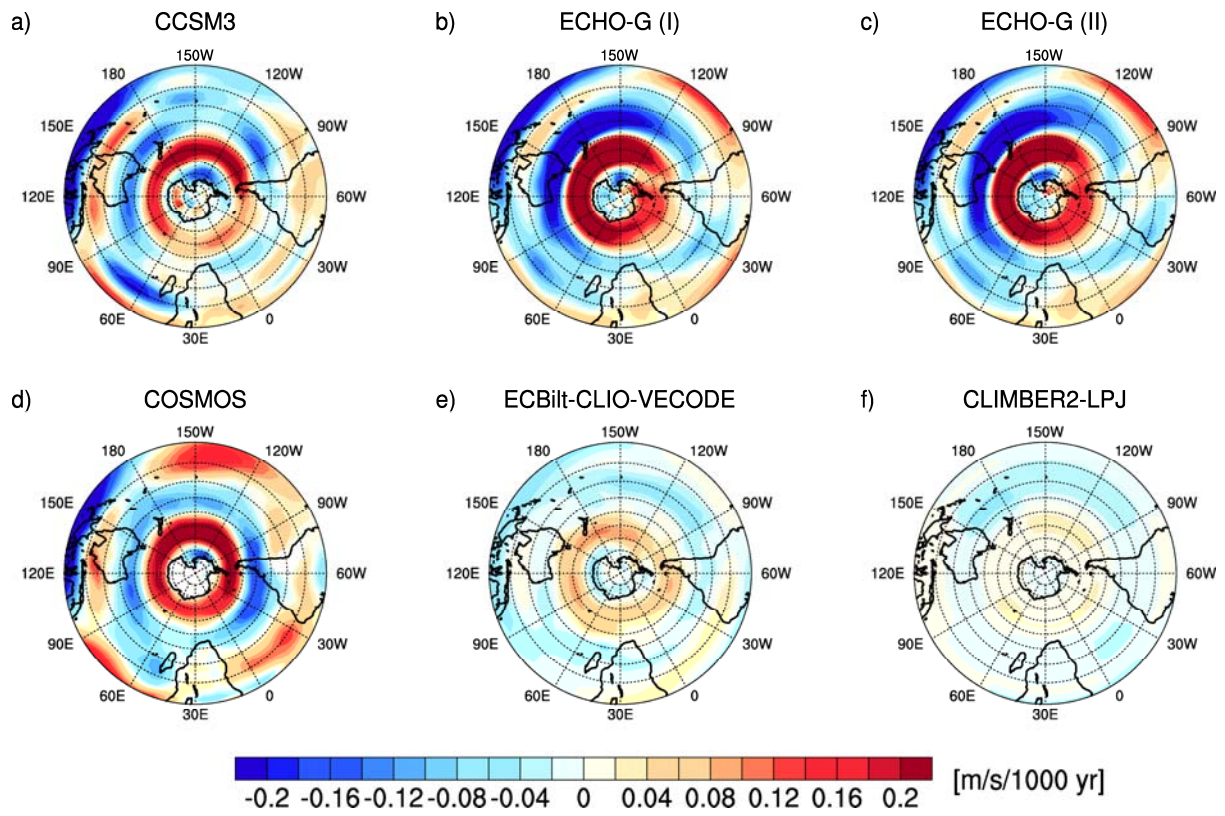 a) CCSM3
b) ECHO-G (I)
c) ECHO-G (II)
150W
180
120W
150E
90W
120E
60W
90E
30W
60E
0
30E
150W
180
120W
150E
90W
120E
60W
90E
30W
60E
0
30E
150W
180
120W
150E
90W
120E
60W
90E
30W
60E
0
30E
d) COSMOS
e) ECBilt-CLIO-VECODE
f) CLIMBER2-LPJ
150W
180
120W
150E
90W
120E
60W
90E
30W
60E
0
30E
150W
180
120W
150E
90W
120E
60W
90E
30W
60E
0
30E
150W
180
120W
150E
90W
120E
60W
90E
30W
60E
0
30E
-0.2 -0.16 -0.12 -0.08 -0.04 0 0.04 0.08 0.12 0.16 0.2 [m/s/1000 yr]